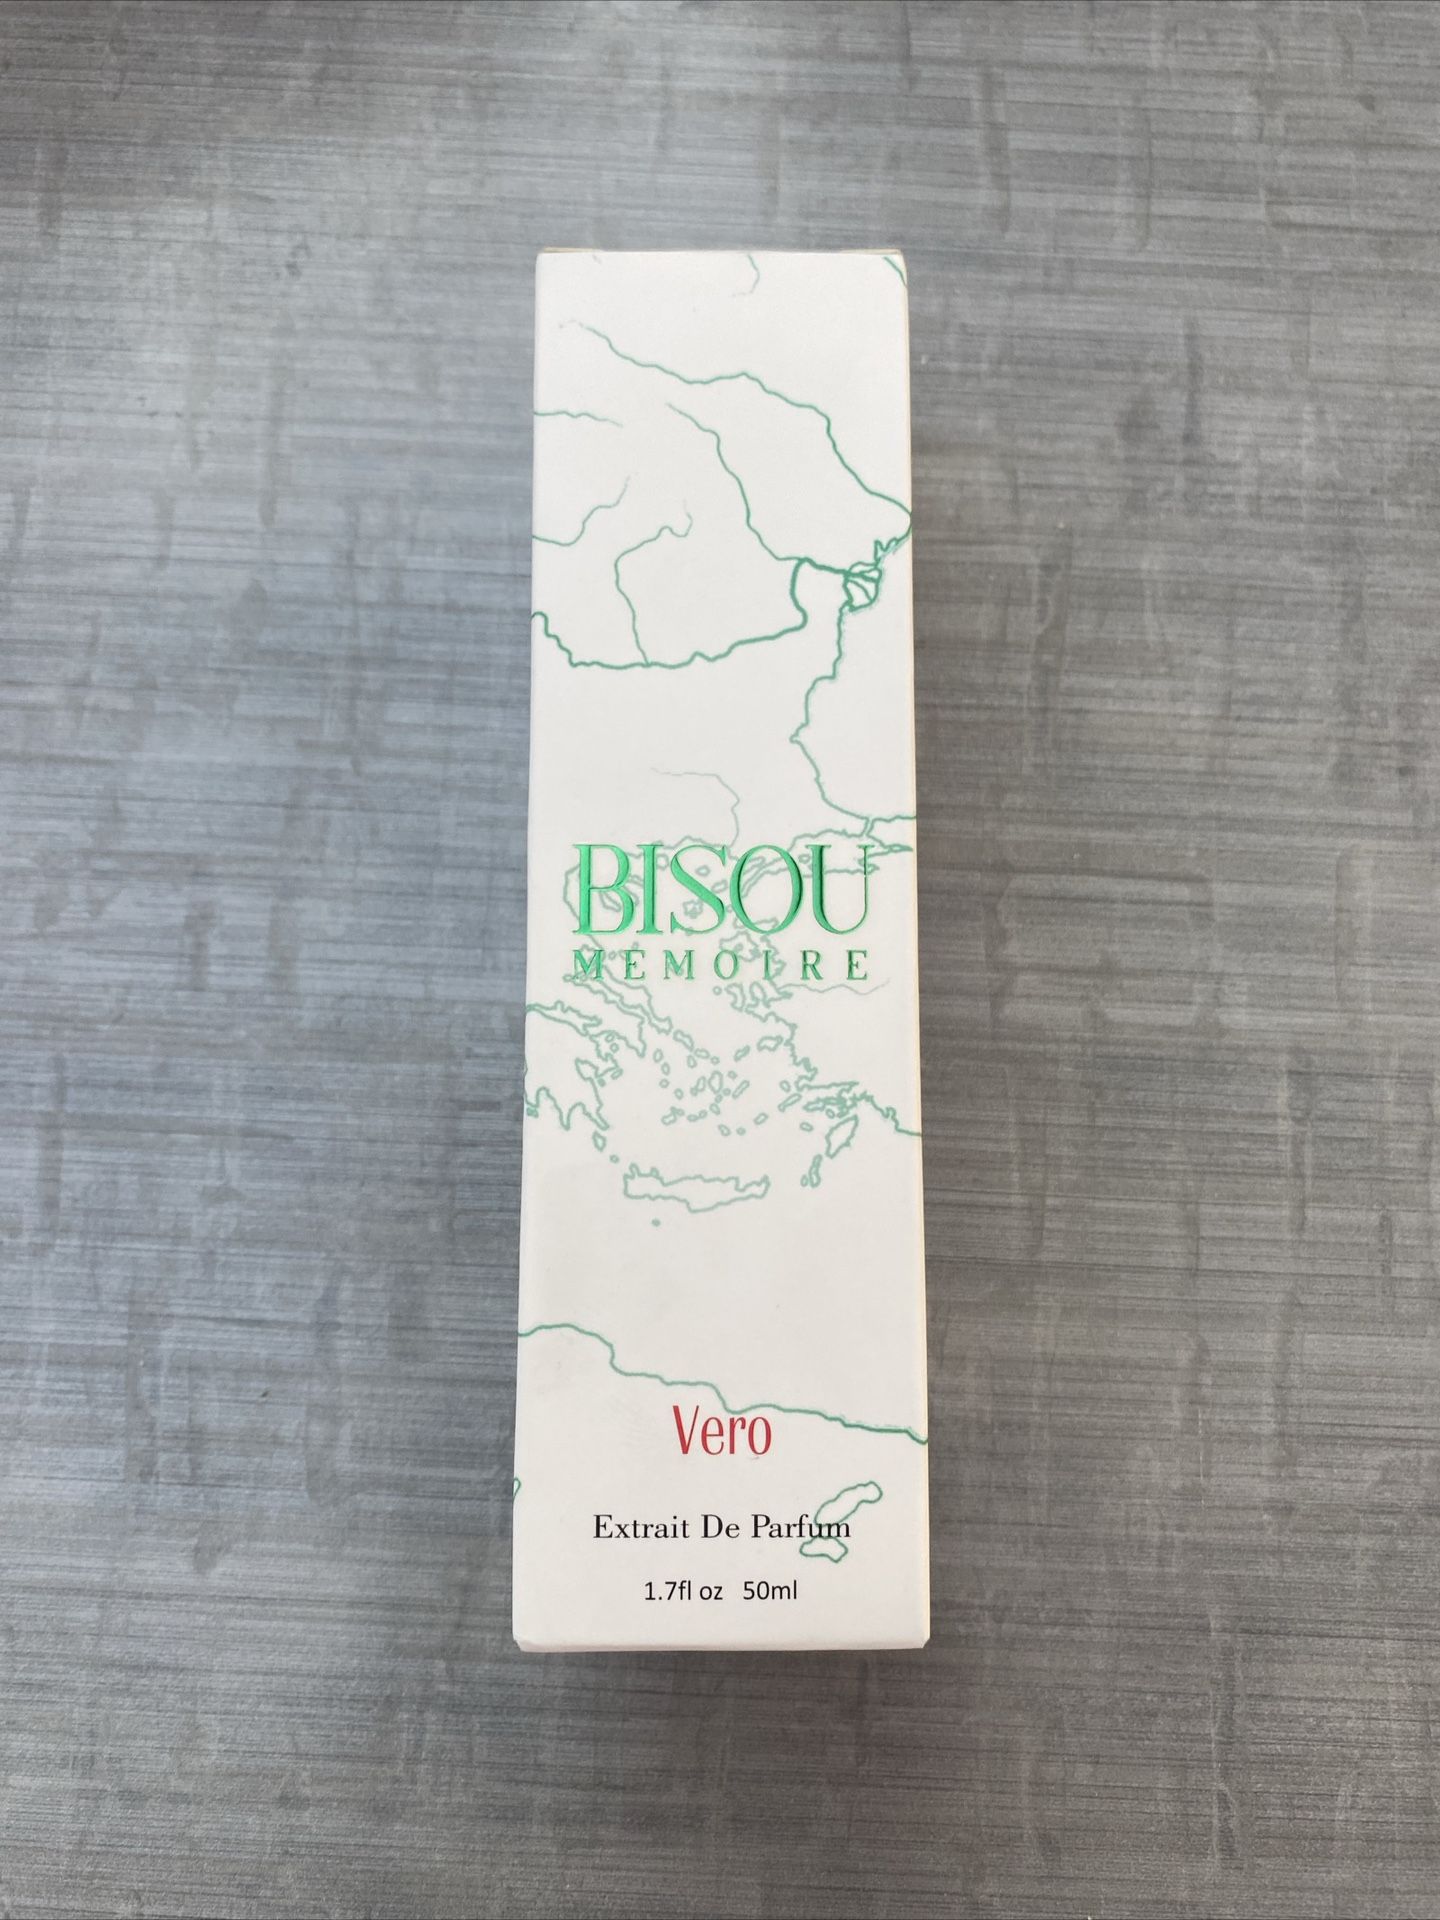 BISOU
MEMOIRE
Vero
Extrait De Parfum
1.7fl oz 50ml